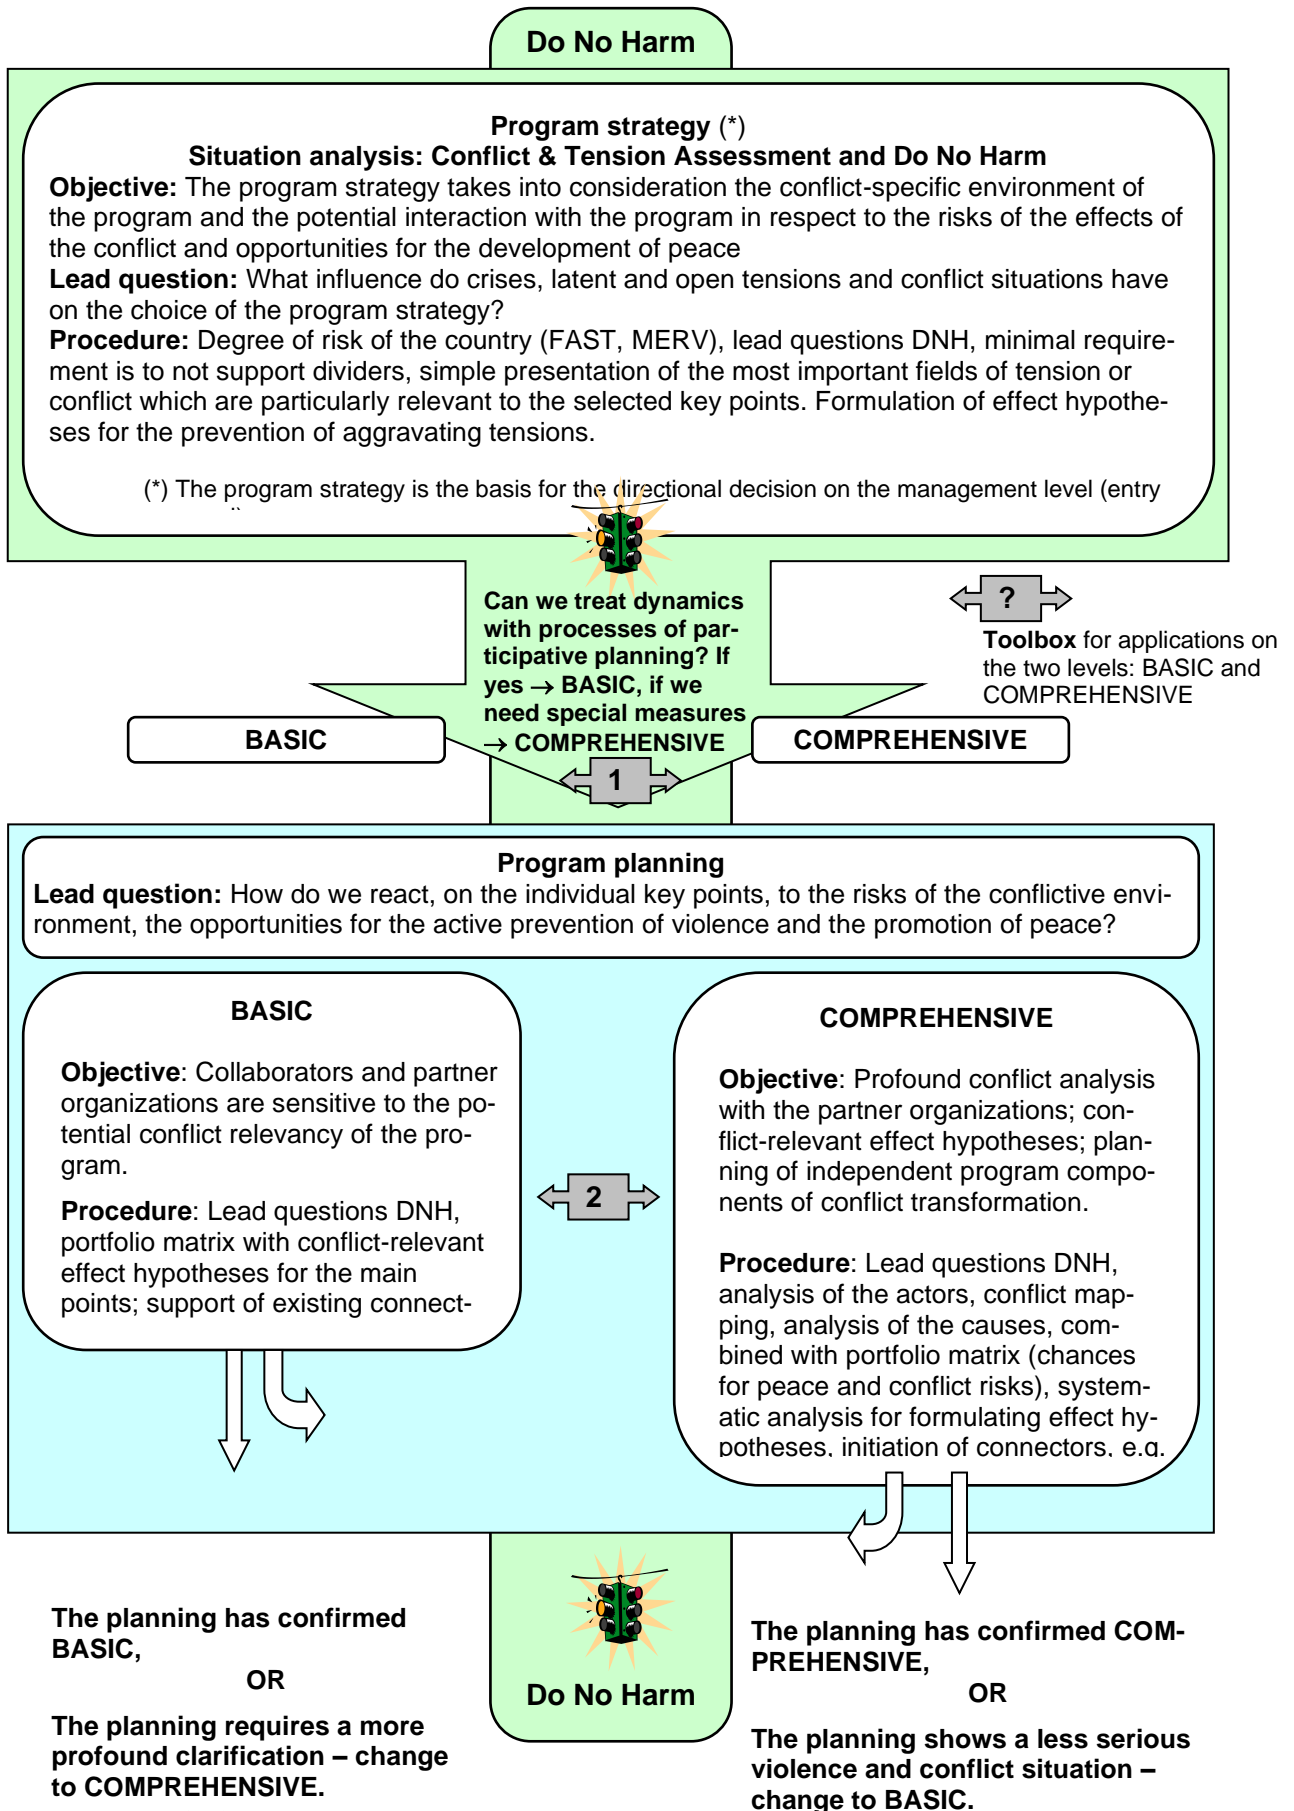 Do No Harm
Program strategy (*)
Situation analysis: Conflict & Tension Assessment and Do No Harm
Objective: The program strategy takes into consideration the conflict-specific environment of
the program and the potential interaction with the program in respect to the risks of the effects of
the conflict and opportunities for the development of peace
Lead question: What influence do crises, latent and open tensions and conflict situations have
on the choice of the program strategy?
Procedure: Degree of risk of the country (FAST, MERV), lead questions DNH, minimal require-
ment is to not support dividers, simple presentation of the most important fields of tension or
conflict which are particularly relevant to the selected key points. Formulation of effect hypothe-
ses for the prevention of aggravating tensions.
(*) The program strategy is the basis for the directional decision on the management level (entry
Can we treat dynamics
with processes of par-
ticipative planning? If
yes → BASIC, if we
need special measures
→ COMPREHENSIVE
?
Toolbox for applications on
the two levels: BASIC and
COMPREHENSIVE
BASIC
COMPREHENSIVE
1
Program planning
Lead question: How do we react, on the individual key points, to the risks of the conflictive envi-
ronment, the opportunities for the active prevention of violence and the promotion of peace?
BASIC
Objective: Collaborators and partner
organizations are sensitive to the po-
tential conflict relevancy of the pro-
gram.
Procedure: Lead questions DNH,
portfolio matrix with conflict-relevant
effect hypotheses for the main
points; support of existing connect-
2
COMPREHENSIVE
Objective: Profound conflict analysis
with the partner organizations; con-
flict-relevant effect hypotheses; plan-
ning of independent program compo-
nents of conflict transformation.
Procedure: Lead questions DNH,
analysis of the actors, conflict map-
ping, analysis of the causes, com-
bined with portfolio matrix (chances
for peace and conflict risks), system-
atic analysis for formulating effect hy-
potheses, initiation of connectors, e.g.
The planning has confirmed
BASIC,
OR
The planning requires a more
profound clarification – change
to COMPREHENSIVE.
Do No Harm
The planning has confirmed COM-
PREHENSIVE,
OR
The planning shows a less serious
violence and conflict situation –
change to BASIC.